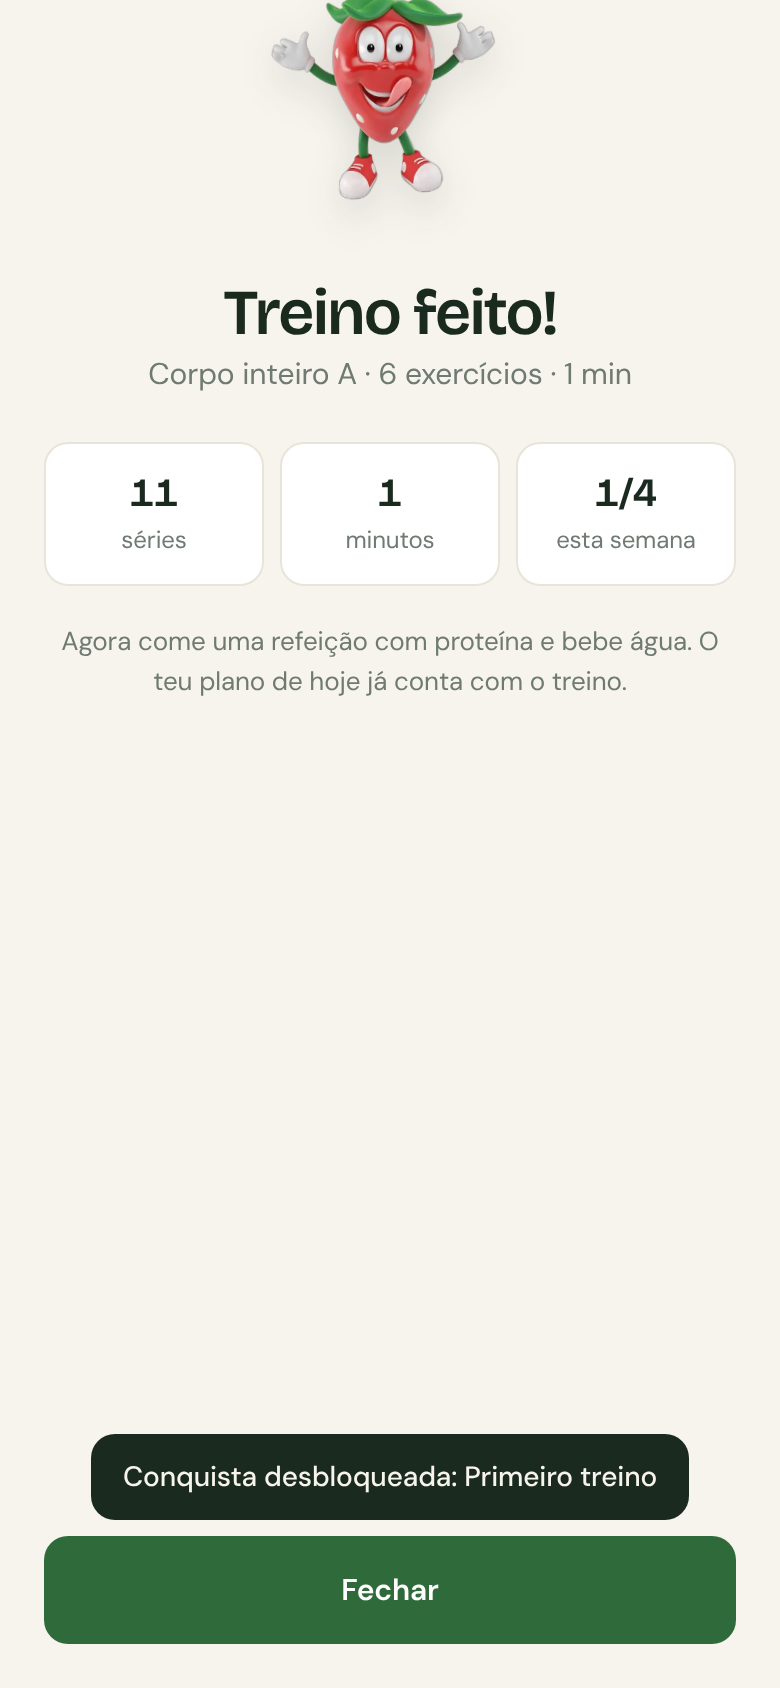 Treino feito!
Corpo inteiro A · 6 exercícios · 1 min
11
séries
1
minutos
1/4
esta semana
Agora come uma refeição com proteína e bebe água. O
teu plano de hoje já conta com o treino.
Conquista desbloqueada: Primeiro treino
Fechar